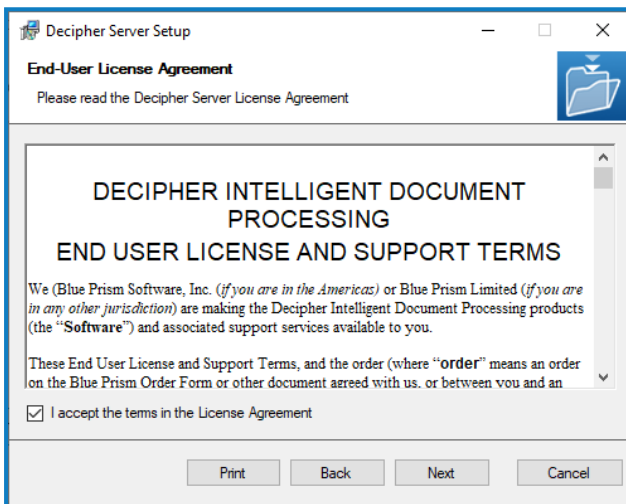 Decipher Server Setup
End-User License Agreement
Please read the Decipher Server License Agreement
DECIPHER INTELLIGENT DOCUMENT
PROCESSING
END USER LICENSE AND SUPPORT TERMS
We (Blue Prism Software, Inc. (if you are in the Americas) or Blue Prism Limited (if you are
in any other jurisdiction) are making the Decipher Intelligent Document Processing products
(the “Software”) and associated support services available to you.
These End User License and Support Terms, and the order (where “order” means an order
on the Blue Prism Order Form or other document agreed with us, or between you and an
I accept the terms in the License Agreement
Print Back Next Cancel